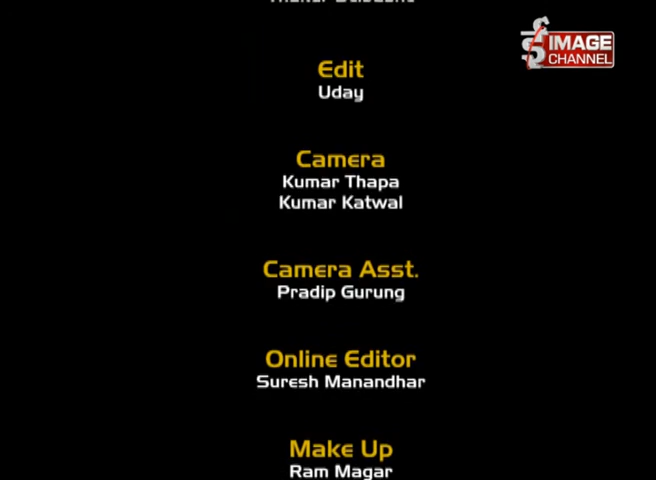 IMAGE
CHANNEL
Edit
Uday
Camera
Kumar Thapa
Kumar Katwal
Camera Asst.
Pradip Gurung
Online Editor
Suresh Manandhar
Make Up
Ram Magar